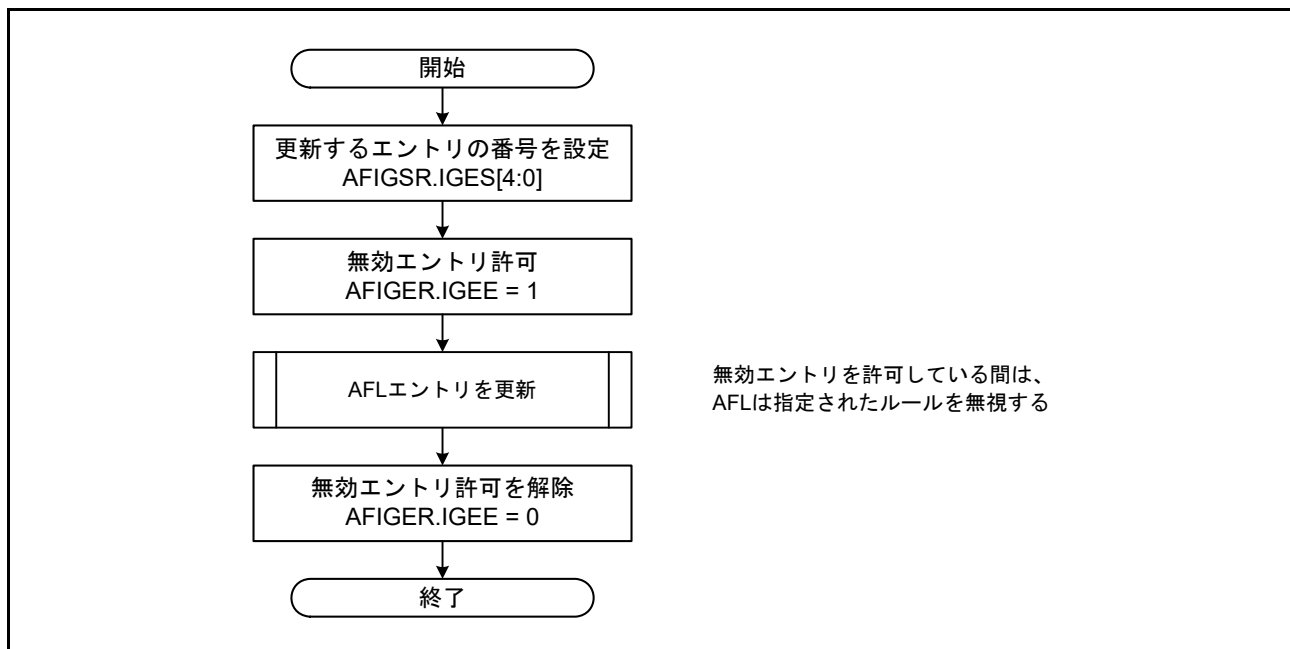 開始
更新するエントリの番号を設定
AFIGSR.IGES[4:0]
無効エントリ許可
AFIGER.IGEE = 1
AFLエントリを更新
無効エントリを許可している間は、
AFLは指定されたルールを無視する
無効エントリ許可を解除
AFIGER.IGEE = 0
終了